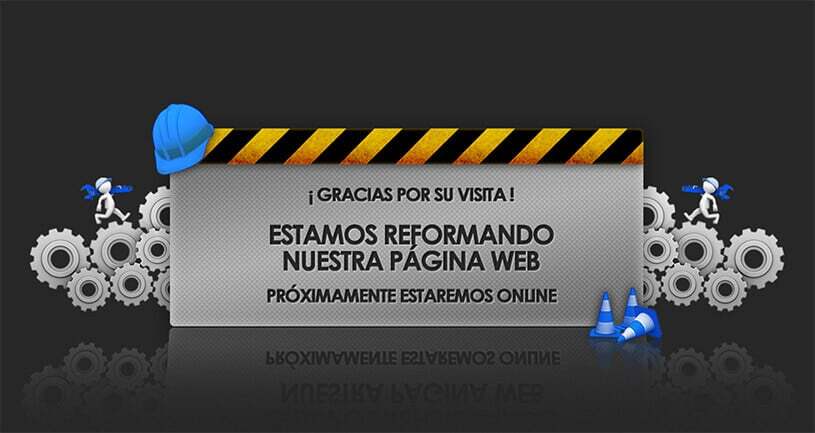 ¡ GRACIAS POR SU VISITA !
ESTAMOS REFORMANDO
NUESTRA PÁGINA WEB
PRÓXIMAMENTE ESTAREMOS ONLINE